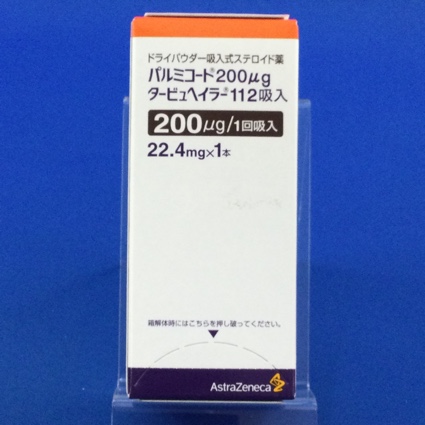 ドライパウダー吸入式ステロイド薬
パルミコート®200μg
タービュヘイラー®112吸入
200μg/1回吸入
22.4mg×1本
箱解体時にはこちらを押し破ってください。
AstraZeneca